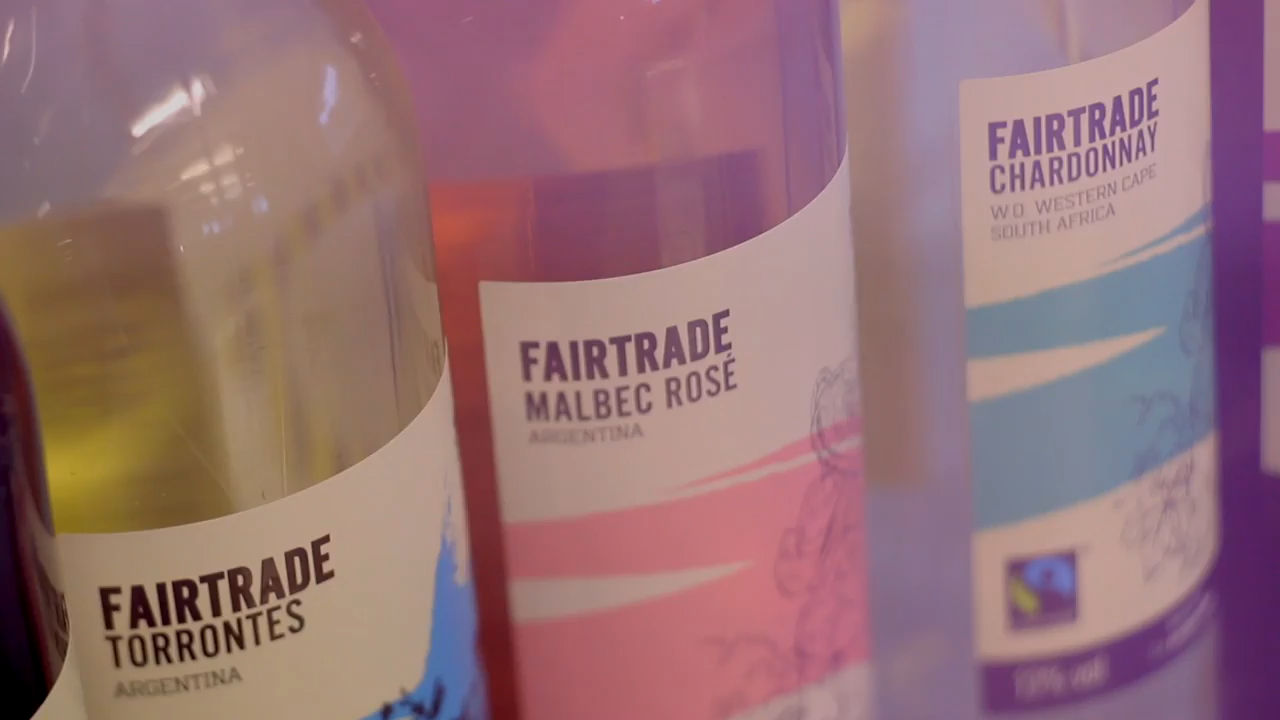 FAIRTRADE
TORRONTES
ARGENTINA
FAIRTRADE
MALBEC ROSÉ
ARGENTINA
FAIRTRADE
CHARDONNAY
W O WESTERN CAPE
SOUTH AFRICA